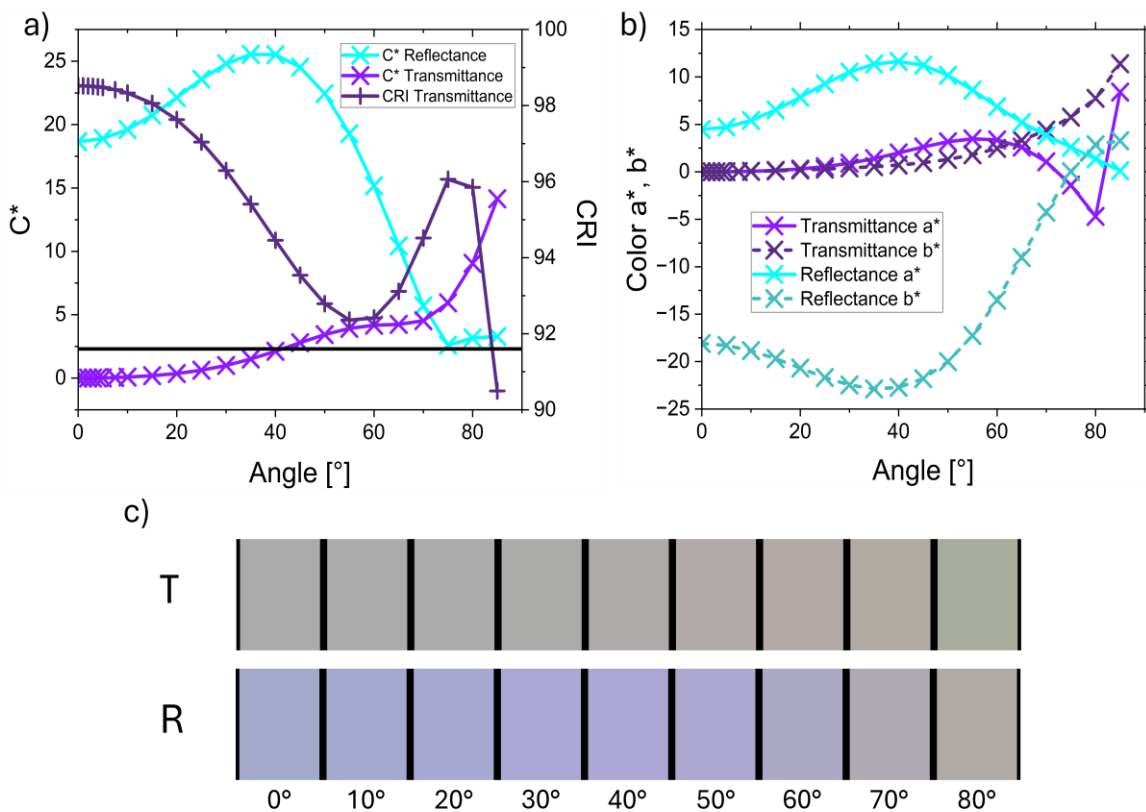 a)
C* Reflectance
C* Transmittance
CRI Transmittance
25
20
15
10
5
0
C*
100
98
96
94
92
90
CRI
0 20 40 60 80
Angle [°]
b)
15
10
5
0
−5
−10
−15
−20
−25
Color a*, b*
Transmittance a*
Transmittance b*
Reflectance a*
Reflectance b*
0 20 40 60 80
Angle [°]
c)
T
R
0° 10° 20° 30° 40° 50° 60° 70° 80°